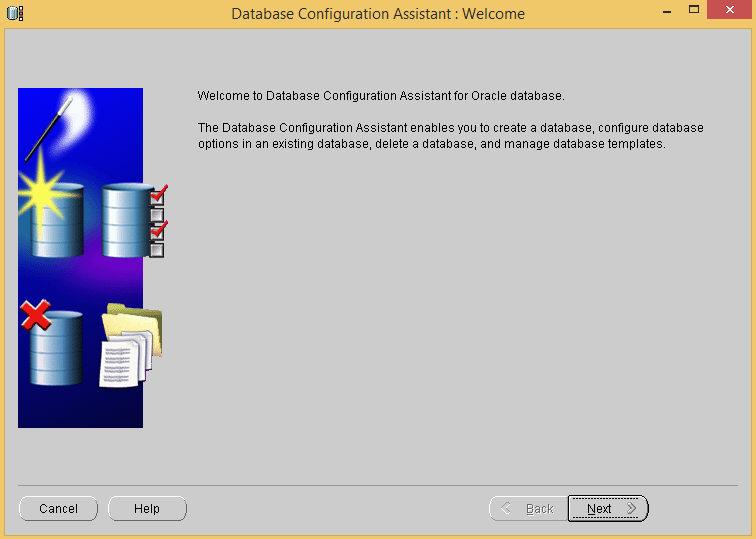 Database Configuration Assistant : Welcome
Welcome to Database Configuration Assistant for Oracle database.
The Database Configuration Assistant enables you to create a database, configure database
options in an existing database, delete a database, and manage database templates.
Cancel
Help
Back
Next